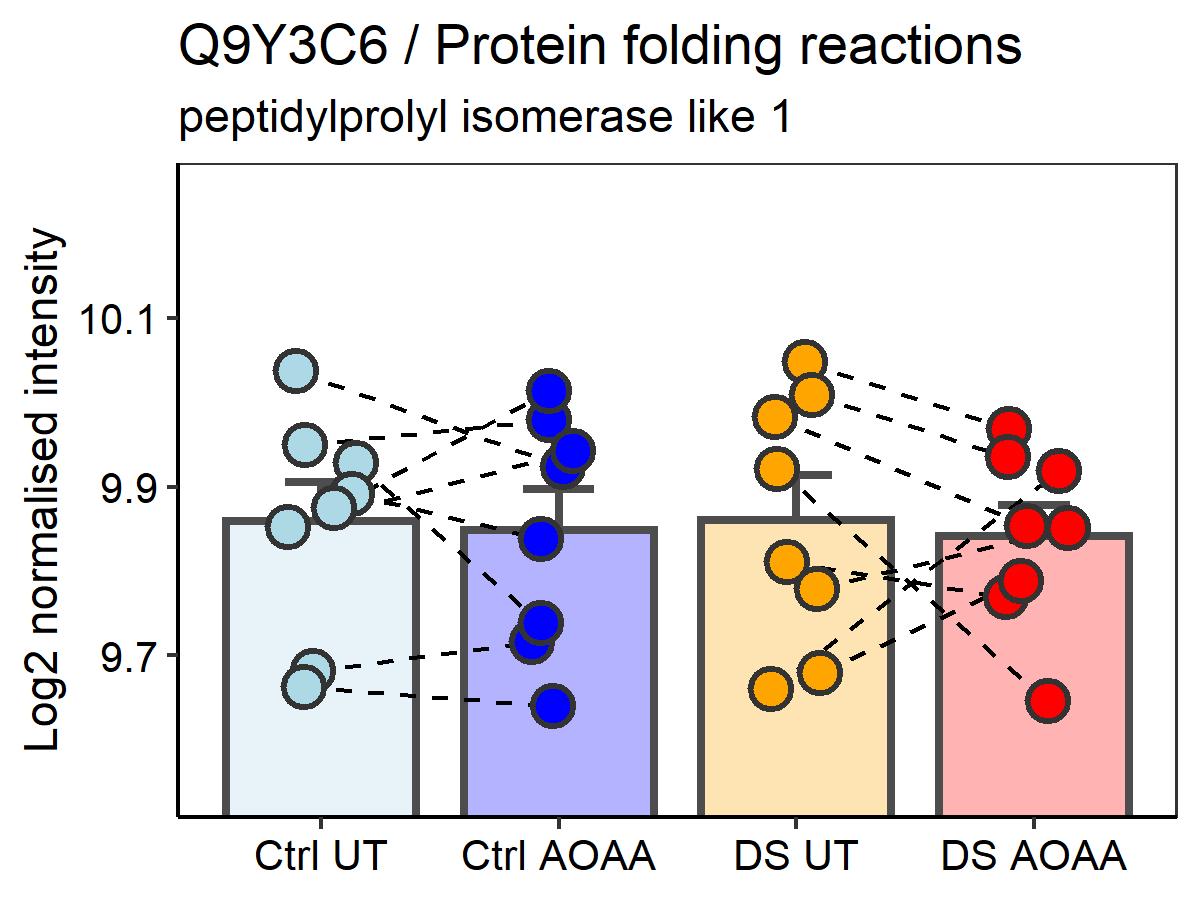 Q9Y3C6 / Protein folding reactions
peptidylprolyl isomerase like 1
Log2 normalised intensity
10.1
9.9
9.7
Ctrl UT
Ctrl AOAA
DS UT
DS AOAA